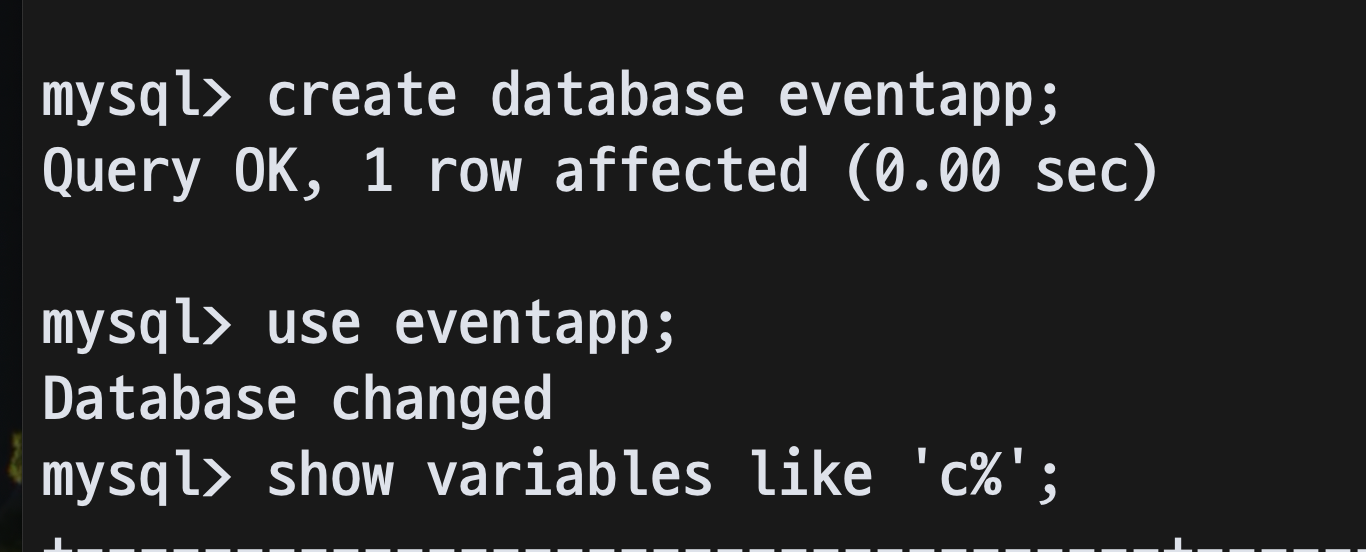 mysql> create database eventapp;
Query OK, 1 row affected (0.00 sec)
mysql> use eventapp;
Database changed
mysql> show variables like 'c%';